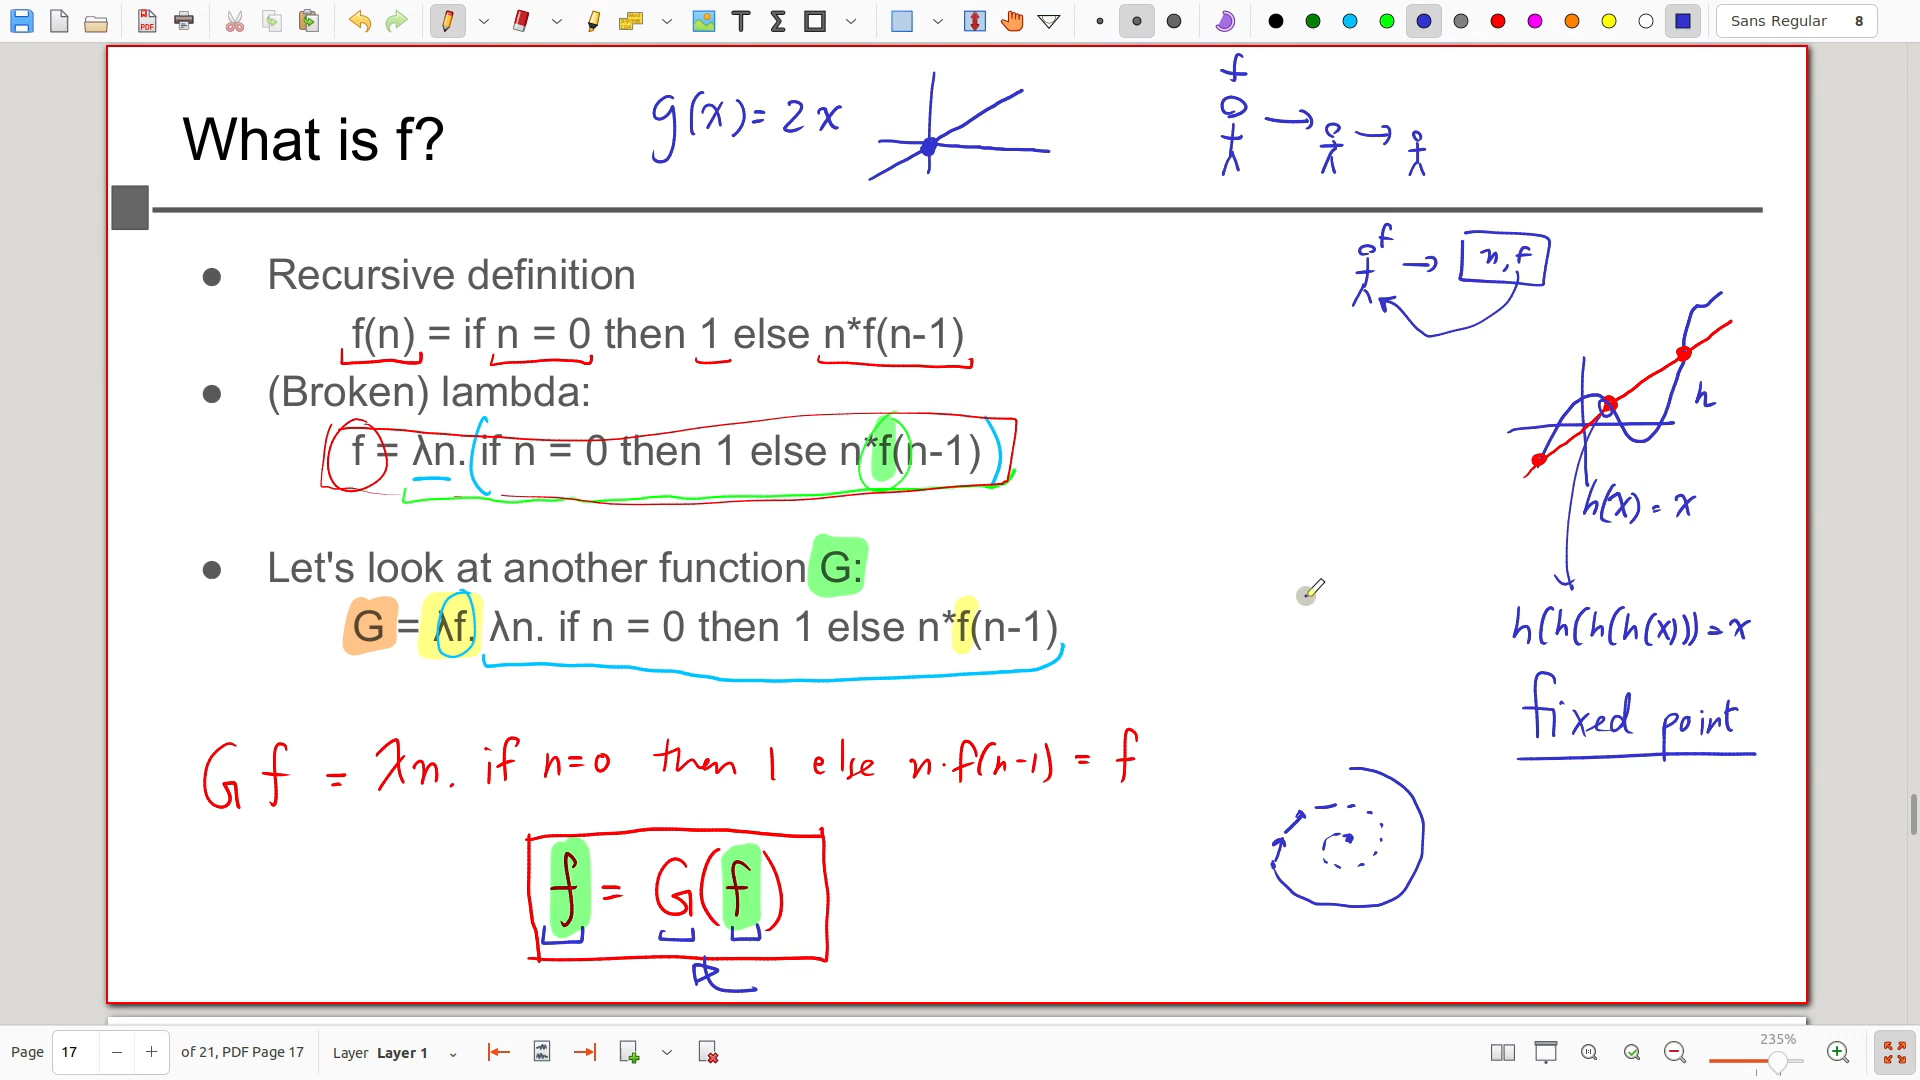 Sans Regular 8
f
g(x) = 2x
What is f?
f
n, f
Recursive definition
f(n) = if n = 0 then 1 else n*f(n-1)
(Broken) lambda:
h
f = λn. (if n = 0 then 1 else n*f(n-1))
h(x) = x
Let's look at another function G:
G = λf. λn. if n = 0 then 1 else n*f(n-1)
h(h(h(h(x))) = x
fixed point
G f = λn. if n=0 then 1 else n·f(n-1) = f
f = G(f)
Page 17 of 21, PDF Page 17 Layer Layer 1 235%